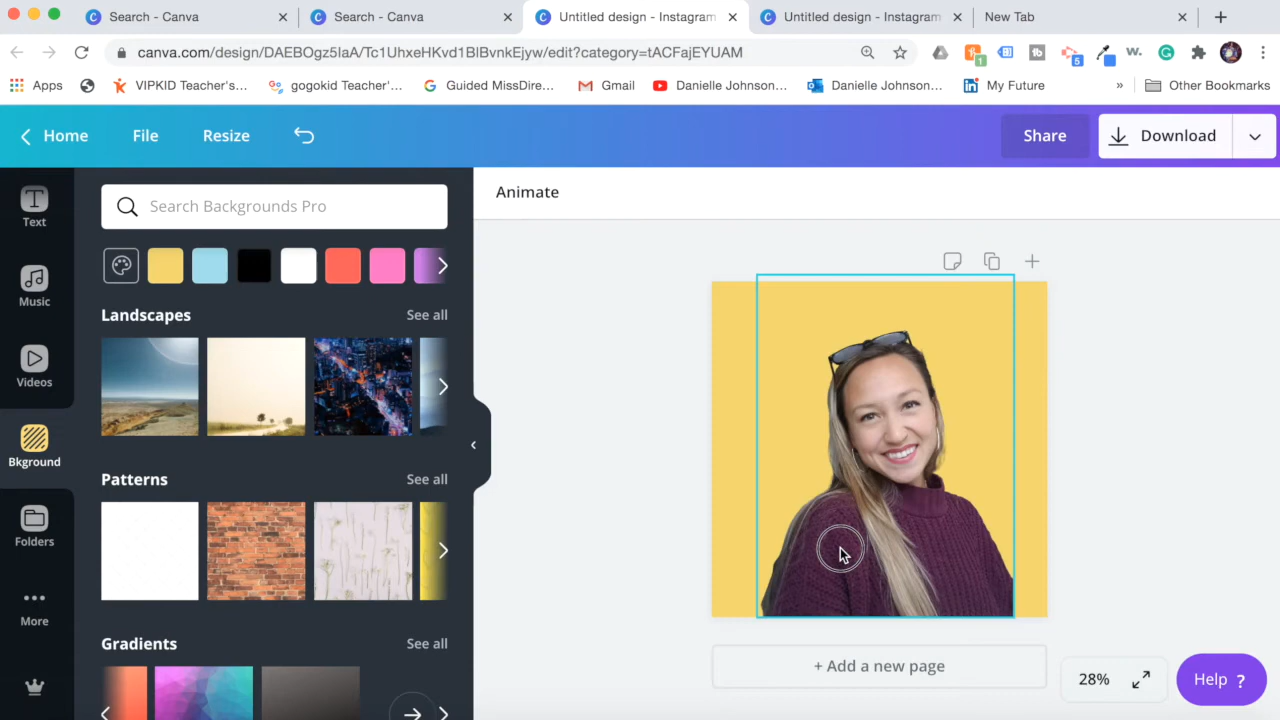 Search - Canva
Search - Canva
Untitled design - Instagram
Untitled design - Instagram
New Tab
canva.com/design/DAEBOgz5IaA/Tc1UhxeHKvd1BIBvnkEjyw/edit?category=tACFajEYUAM
1
tb
5
w.
Apps
VIPKID Teacher's...
gogokid Teacher'...
Guided MissDire...
Gmail
Danielle Johnson...
Danielle Johnson...
My Future
»
Other Bookmarks
Home
File
Resize
Share
Download
Text
Music
Videos
Bkground
Folders
More
Search Backgrounds Pro
Landscapes
See all
Patterns
See all
Gradients
See all
Animate
+ Add a new page
28%
Help ?